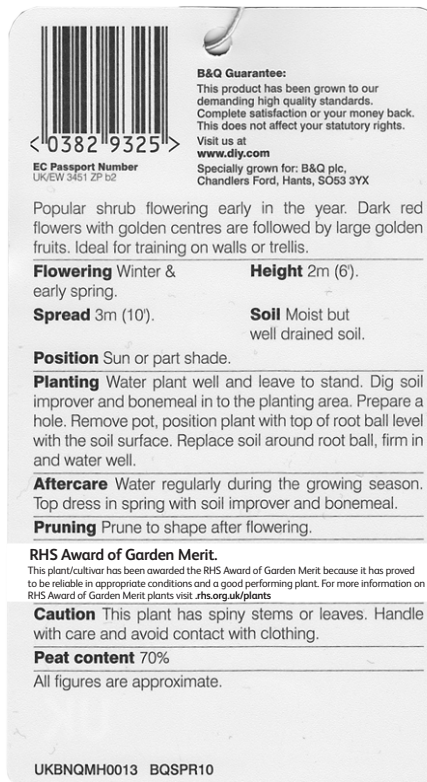 <0382 9325>
EC Passport Number
UK/EW 3451 ZP b2
B&Q Guarantee:
This product has been grown to our
demanding high quality standards.
Complete satisfaction or your money back.
This does not affect your statutory rights.
Visit us at
www.diy.com
Specially grown for: B&Q plc,
Chandlers Ford, Hants, SO53 3YX
Popular shrub flowering early in the year. Dark red
flowers with golden centres are followed by large golden
fruits. Ideal for training on walls or trellis.
Flowering Winter &
early spring.
Height 2m (6').
Spread 3m (10').
Soil Moist but
well drained soil.
Position Sun or part shade.
Planting Water plant well and leave to stand. Dig soil
improver and bonemeal in to the planting area. Prepare a
hole. Remove pot, position plant with top of root ball level
with the soil surface. Replace soil around root ball, firm in
and water well.
Aftercare Water regularly during the growing season.
Top dress in spring with soil improver and bonemeal.
Pruning Prune to shape after flowering.
RHS Award of Garden Merit.
This plant/cultivar has been awarded the RHS Award of Garden Merit because it has proved
to be reliable in appropriate conditions and a good performing plant. For more information on
RHS Award of Garden Merit plants visit .rhs.org.uk/plants
Caution This plant has spiny stems or leaves. Handle
with care and avoid contact with clothing.
Peat content 70%
All figures are approximate.
UKBNQMH0013 BQSPR10